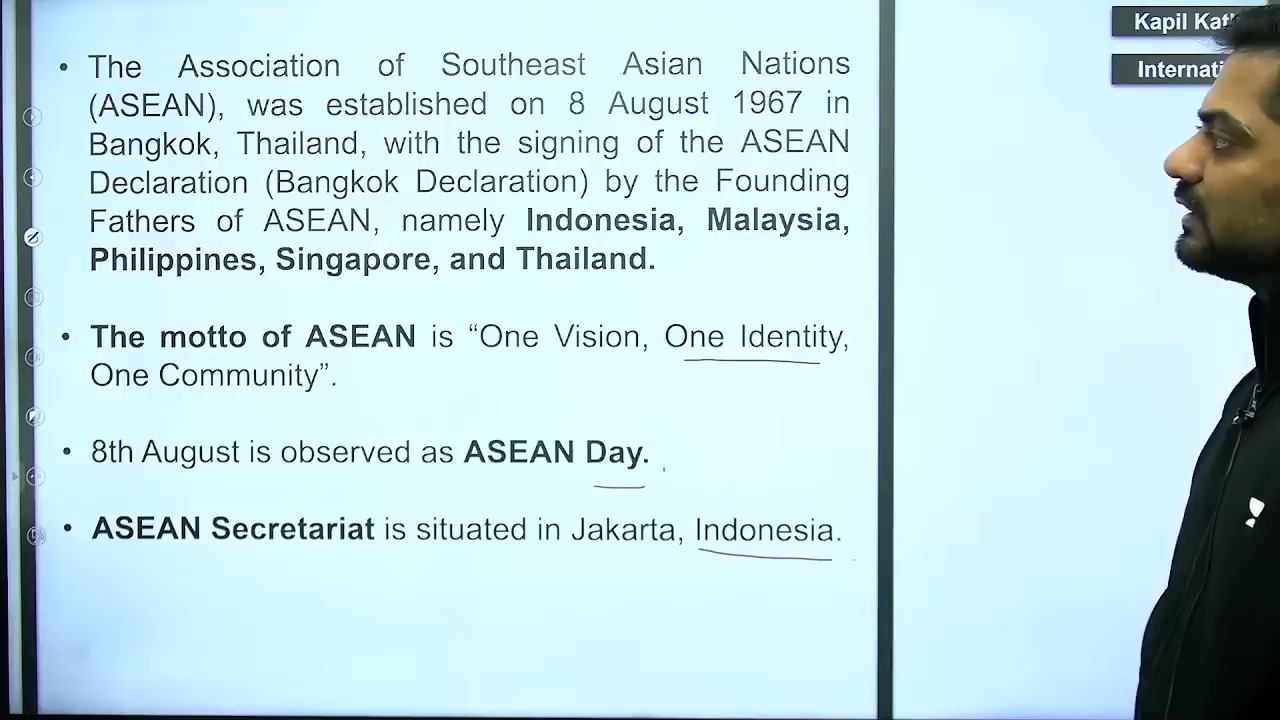 Kapil
• The Association of Southeast Asian Nations
(ASEAN), was established on 8 August 1967 in
Bangkok, Thailand, with the signing of the ASEAN
Declaration (Bangkok Declaration) by the Founding
Fathers of ASEAN, namely Indonesia, Malaysia,
Philippines, Singapore, and Thailand.
• The motto of ASEAN is “One Vision, One Identity,
One Community”.
• 8th August is observed as ASEAN Day.
• ASEAN Secretariat is situated in Jakarta, Indonesia.